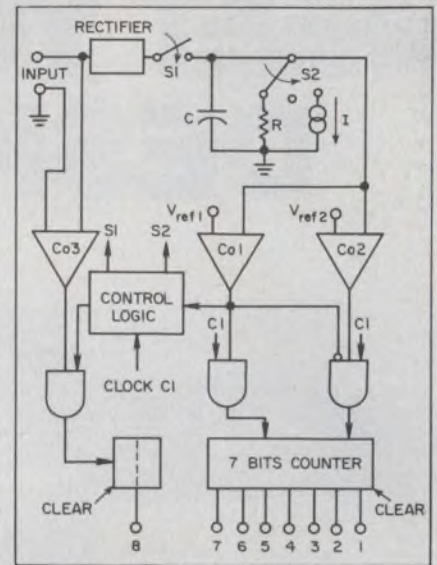 RECTIFIER
INPUT
S1
S2
C
R
I
Vref1
Vref2
S1
S2
Co3
Co1
Co2
CONTROL
LOGIC
C1
C1
CLOCK C1
7 BITS COUNTER
CLEAR
CLEAR
8
7
6
5
4
3
2
1